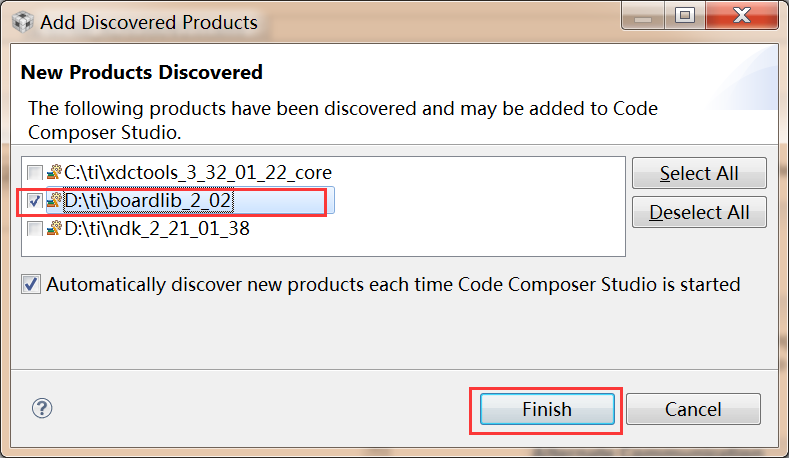 Add Discovered Products
New Products Discovered
The following products have been discovered and may be added to Code
Composer Studio.
C:\ti\xdctools_3_32_01_22_core
D:\ti\boardlib_2_02
D:\ti\ndk_2_21_01_38
Select All
Deselect All
Automatically discover new products each time Code Composer Studio is started
?
Finish
Cancel